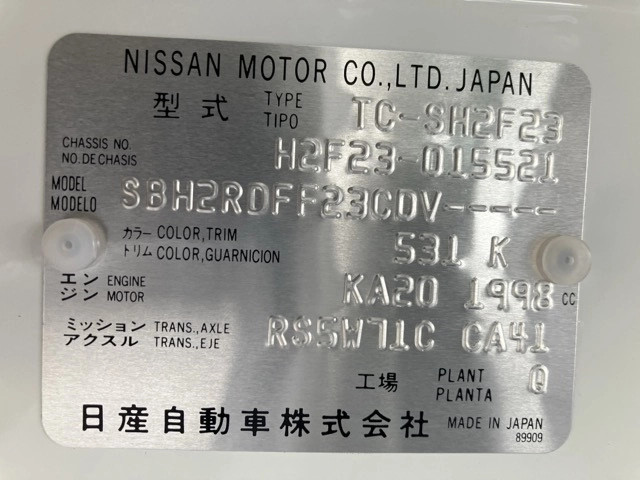 NISSAN MOTOR CO.,LTD. JAPAN
型式 TYPE TIPO TC-SH2F23
CHASSIS NO. NO. DE CHASIS H2F23-015521
MODEL MODELO SBH2RDFF23CDV-----
カラー COLOR,TRIM
トリム COLOR,GUARNICION 531 K
エンジン ENGINE MOTOR KA20 1998 CC
ミッション TRANS.,AXLE
アクスル TRANS.,EJE RS5W71C CA41
工場 PLANT PLANTA Q
日産自動車株式会社 MADE IN JAPAN
89909